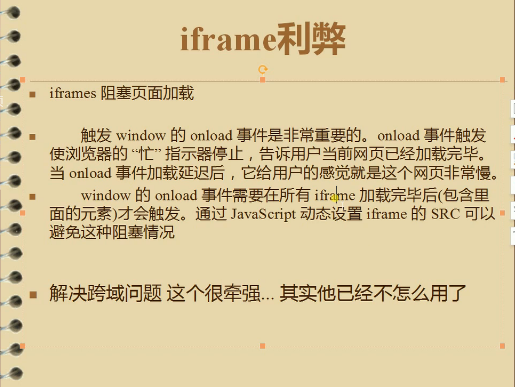 iframe利弊
iframes 阻塞页面加载
触发 window 的 onload 事件是非常重要的。onload 事件触发
使浏览器的 “忙” 指示器停止，告诉用户当前网页已经加载完毕。
当 onload 事件加载延迟后，它给用户的感觉就是这个网页非常慢。
window 的 onload 事件需要在所有 iframe 加载完毕后(包含里
面的元素)才会触发。通过 JavaScript 动态设置 iframe 的 SRC 可以
避免这种阻塞情况
解决跨域问题 这个很牵强... 其实他已经不怎么用了